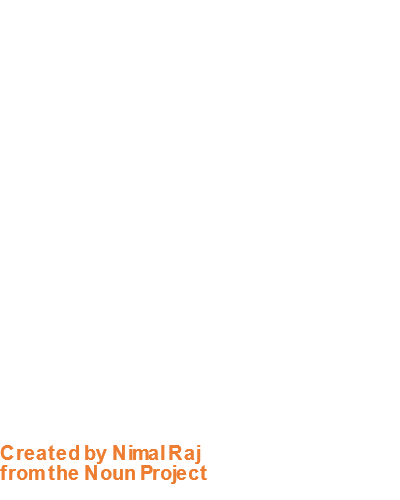 Created by Nimal Raj
from the Noun Project